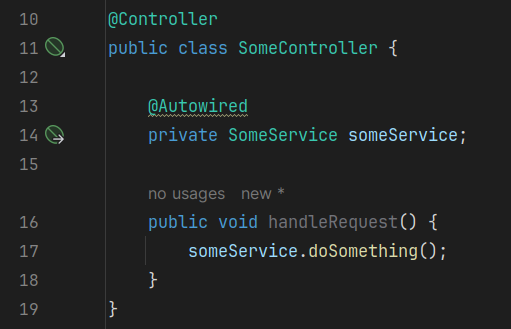 10 @Controller
11 public class SomeController {
12
13 @Autowired
14 private SomeService someService;
15
no usages new *
16 public void handleRequest() {
17 someService.doSomething();
18 }
19 }